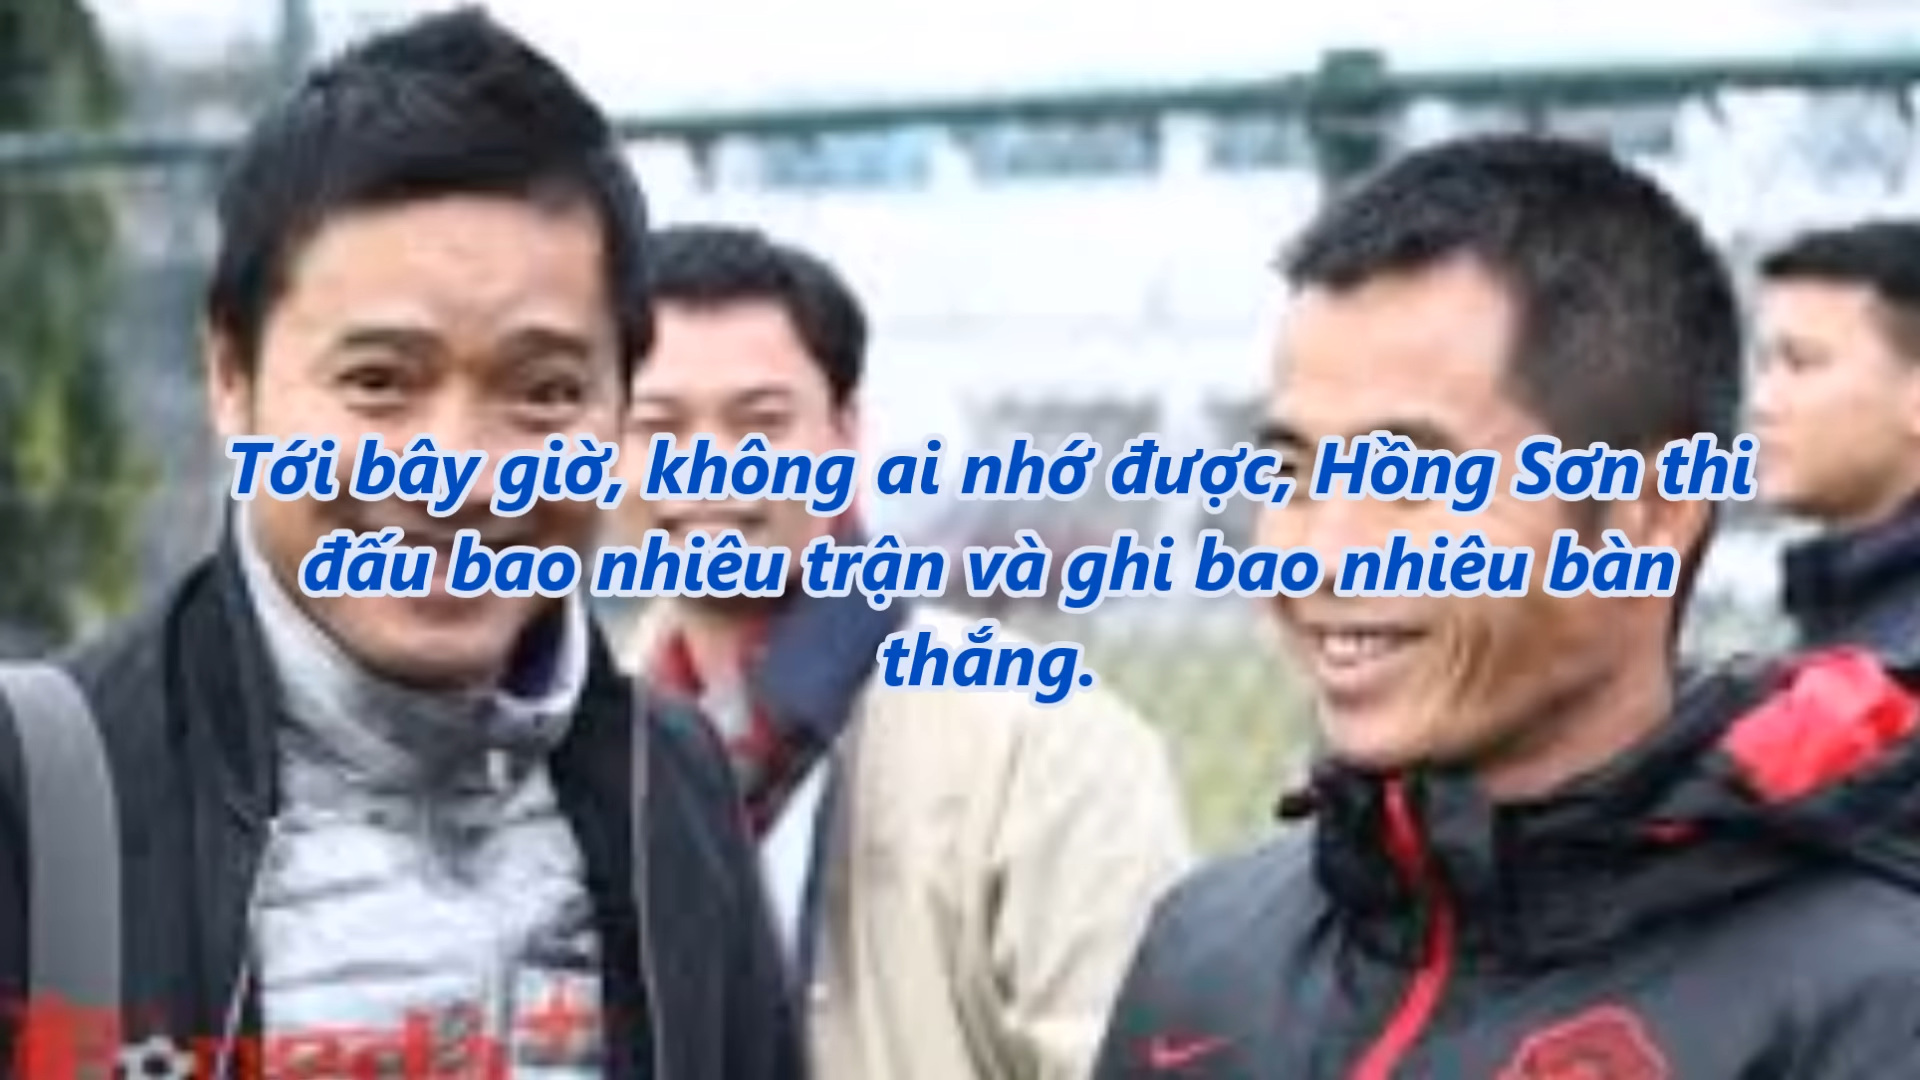 Tới bây giờ, không ai nhớ được, Hồng Sơn thi
đấu bao nhiêu trận và ghi bao nhiêu bàn
thắng.